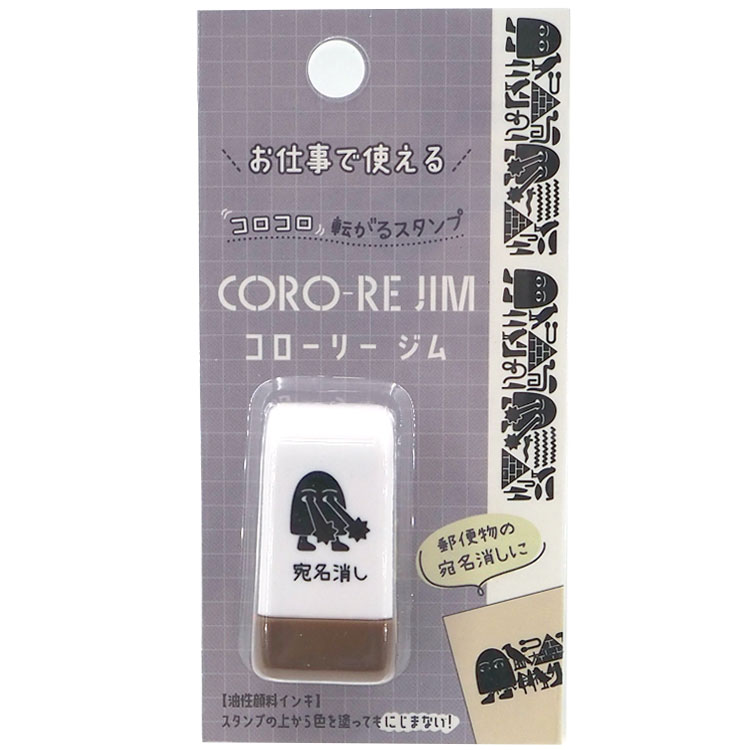 お仕事で使える
“コロコロ„転がるスタンプ
CORO-RE JIM
コローリー ジム
宛名消し
郵便物の
宛名消しに
【油性顔料インキ】
スタンプの上から色を塗ってもにじまない!